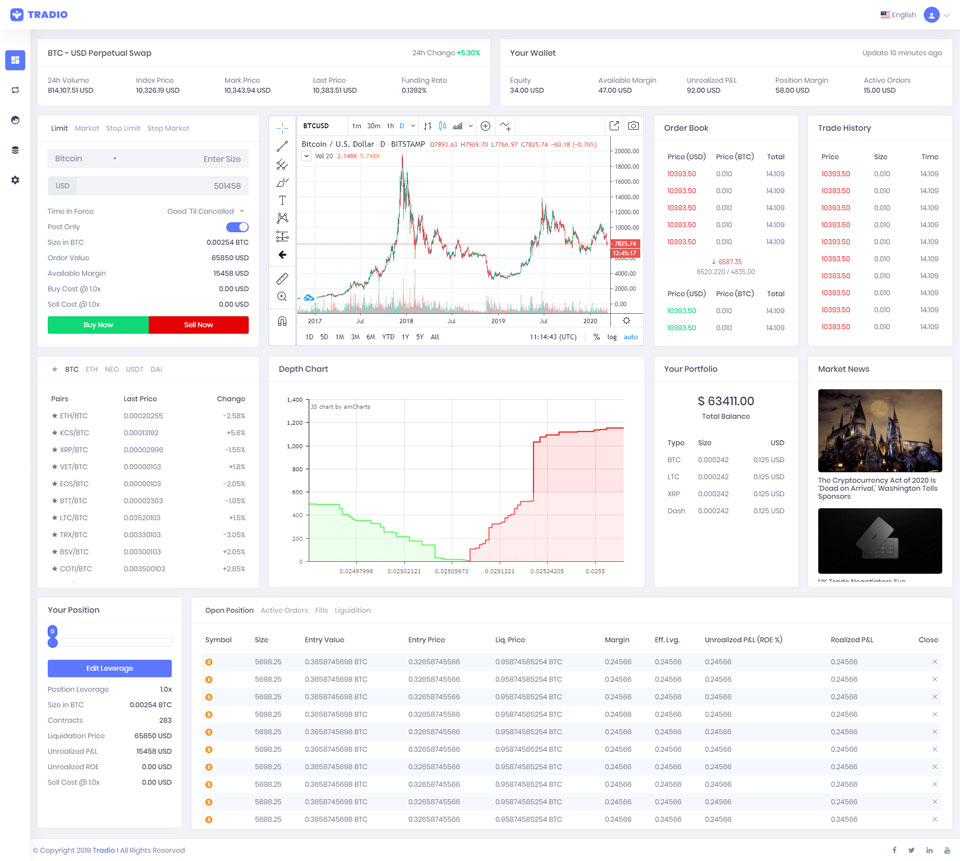 TRADIO
English
BTC - USD Perpetual Swap
24h Change +5.30%
24h Volume Index Price Mark Price Last Price Funding Rate
814,107.51 USD 10,326.19 USD 10,343.94 USD 10,383.51 USD 0.1392%
Your Wallet
Update 10 minutes ago
Equity Available Margin Unrealized P&L Position Margin Active Orders
34.00 USD 47.00 USD 92.00 USD 58.00 USD 15.00 USD
Limit Market Stop Limit Stop Market
Bitcoin Enter Size
USD 501458
Time In Force Good 'Til Cancelled
Post Only
Size in BTC 0.00254 BTC
Order Value 65850 USD
Available Margin 15458 USD
Buy Cost @ 1.0x 0.00 USD
Sell Cost @ 1.0x 0.00 USD
Buy Now Sell Now
BTCUSD 1m 30m 1h D
Bitcoin / U.S. Dollar · D · BITSTAMP O7893.63 H7969.70 L7766.97 C7825.74 −60.18 (−0.76%)
Vol 20 2.148K 5.748K
20000.00
18000.00
16000.00
14000.00
12000.00
10000.00
7825.74
12:45:17
4000.00
2000.00
0.00
2017 Jul 2018 Jul 2019 Jul 2020
1D 5D 1M 3M 6M YTD 1Y 5Y All 11:14:43 (UTC) % log auto
Order Book
Price (USD) Price (BTC) Total
10393.50 0.010 14.109
10393.50 0.010 14.109
10393.50 0.010 14.109
10393.50 0.010 14.109
10393.50 0.010 14.109
↓ 6587.35
6520.220 / 4835.00
Price (USD) Price (BTC) Total
10393.50 0.010 14.109
10393.50 0.010 14.109
Trade History
Price Size Time
10393.50 0.010 14.109
10393.50 0.010 14.109
10393.50 0.010 14.109
10393.50 0.010 14.109
10393.50 0.010 14.109
10393.50 0.010 14.109
10393.50 0.010 14.109
10393.50 0.010 14.109
10393.50 0.010 14.109
10393.50 0.010 14.109
★ BTC ETH NEO USDT DAI
Pairs Last Price Change
★ ETH/BTC 0.00020255 -2.58%
★ KCS/BTC 0.00013192 +5.6%
★ XRP/BTC 0.00002996 -1.55%
★ VET/BTC 0.00000103 +1.8%
★ EOS/BTC 0.00000103 -2.05%
★ BTT/BTC 0.00002303 -1.05%
★ LTC/BTC 0.03520103 +1.5%
★ TRX/BTC 0.00330103 -3.05%
★ BSV/BTC 0.00300103 +2.05%
★ COTI/BTC 0.003500103 +2.85%
Depth Chart
JS chart by amCharts
1,400
1,200
1,000
800
600
400
200
0
0.02497998 0.02502121 0.02505673 0.0251221 0.02524205 0.0255
Your Portfolio
$ 63411.00
Total Balance
Type Size USD
BTC 0.000242 0.125 USD
LTC 0.000242 0.125 USD
XRP 0.000242 0.125 USD
Dash 0.000242 0.125 USD
Market News
The Cryptocurrency Act of 2020 Is
'Dead on Arrival,' Washington Tells
Sponsors
UK Trade Negotiators Eye
Your Position
0
Edit Leverage
Position Leverage 1.0x
Size in BTC 0.00254 BTC
Contracts 283
Liquidation Price 65850 USD
Unrealized P&L 15458 USD
Unrealized ROE 0.00 USD
Sell Cost @ 1.0x 0.00 USD
Open Position Active Orders Fills Liquidition
Symbol Size Entry Value Entry Price Liq. Price Margin Eff. Lvg. Unrealized P&L (ROE %) Realized P&L Close
5698.25 0.3658745698 BTC 0.32658745566 0.95874585254 BTC 0.24566 0.24566 0.24566 0.24566 ×
5698.25 0.3658745698 BTC 0.32658745566 0.95874585254 BTC 0.24566 0.24566 0.24566 0.24566 ×
5698.25 0.3658745698 BTC 0.32658745566 0.95874585254 BTC 0.24566 0.24566 0.24566 0.24566 ×
5698.25 0.3658745698 BTC 0.32658745566 0.95874585254 BTC 0.24566 0.24566 0.24566 0.24566 ×
5698.25 0.3658745698 BTC 0.32658745566 0.95874585254 BTC 0.24566 0.24566 0.24566 0.24566 ×
5698.25 0.3658745698 BTC 0.32658745566 0.95874585254 BTC 0.24566 0.24566 0.24566 0.24566 ×
5698.25 0.3658745698 BTC 0.32658745566 0.95874585254 BTC 0.24566 0.24566 0.24566 0.24566 ×
5698.25 0.3658745698 BTC 0.32658745566 0.95874585254 BTC 0.24566 0.24566 0.24566 0.24566 ×
5698.25 0.3658745698 BTC 0.32658745566 0.95874585254 BTC 0.24566 0.24566 0.24566 0.24566 ×
5698.25 0.3658745698 BTC 0.32658745566 0.95874585254 BTC 0.24566 0.24566 0.24566 0.24566 ×
© Copyright 2019 Tradio I All Rights Reserved